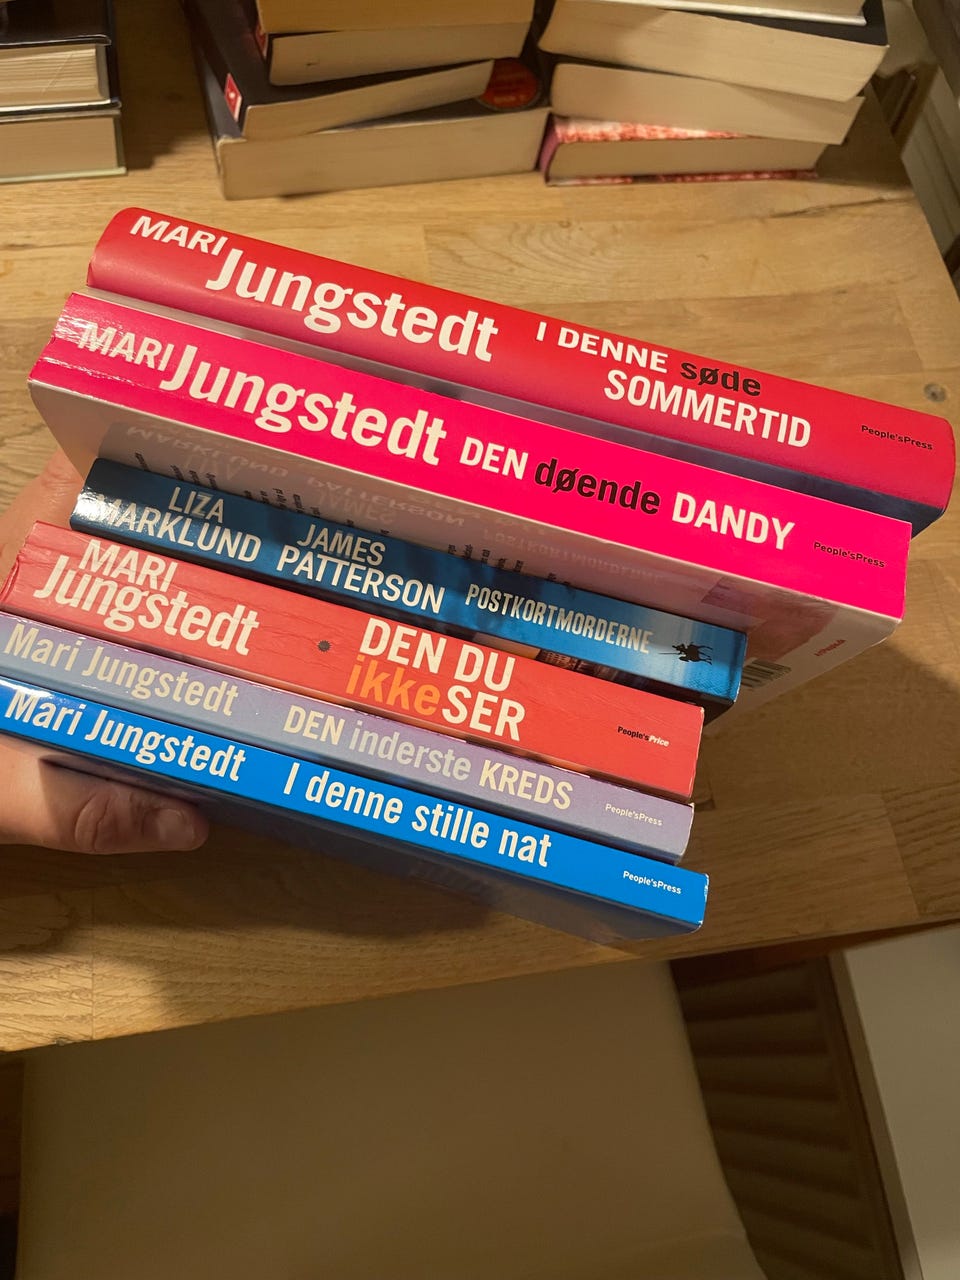 MARI
Jungstedt
I DENNE søde
SOMMERTID
People'sPress
MARI Jungstedt DEN døende DANDY
People'sPress
LIZA
MARKLUND
JAMES
PATTERSON
POSTKORTMORDERNE
MARI
Jungstedt
DEN DU
ikke SER
People'sPrice
Mari Jungstedt DEN inderste KREDS
People'sPress
Mari Jungstedt I denne stille nat
People'sPress